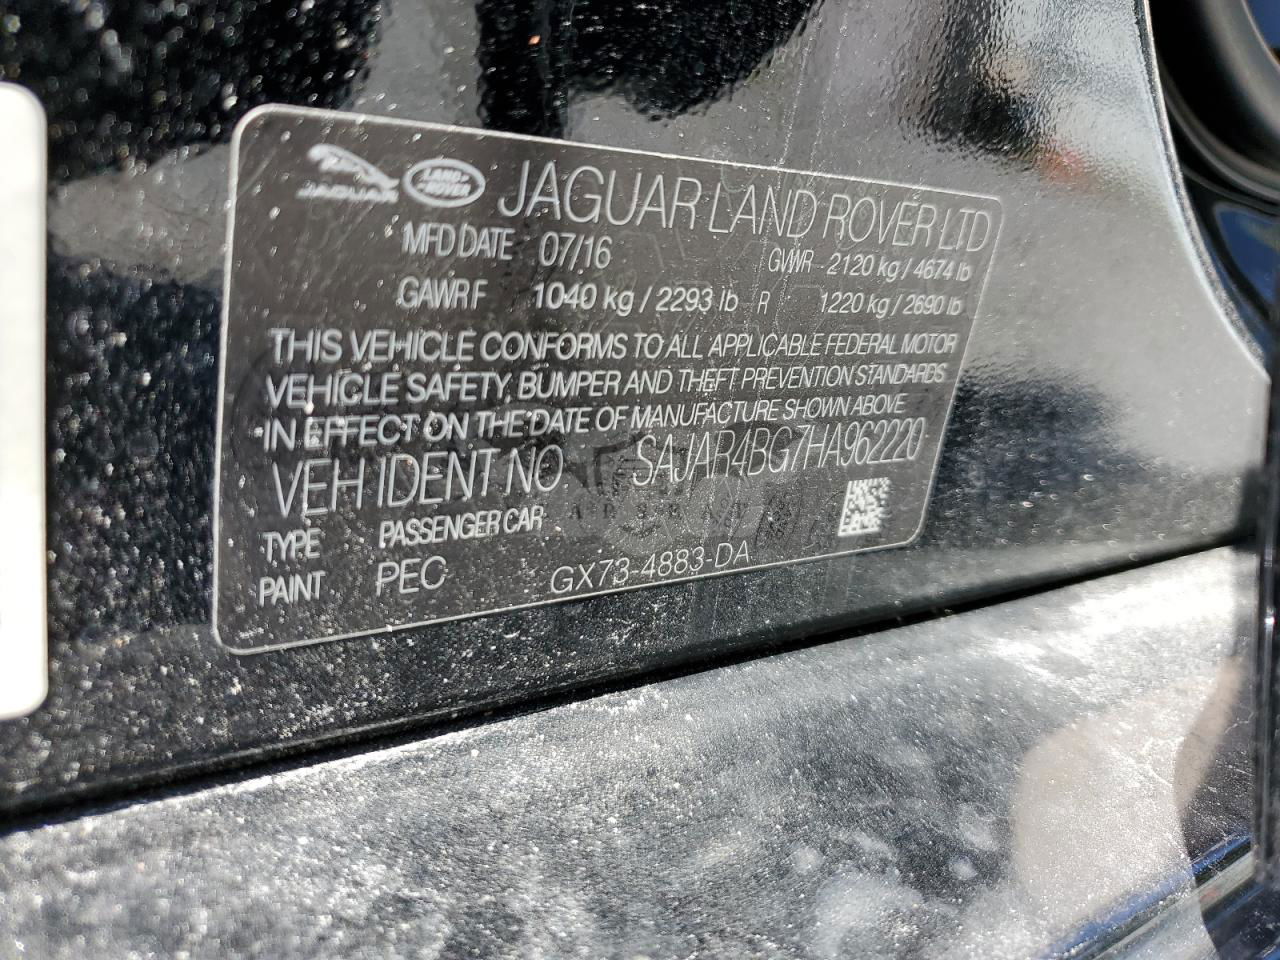 JAGUAR LAND ROVER JAGUAR LAND ROVER LTD
MFD DATE 07/16 GVWR 2120 kg / 4674 lb
GAWR F 1040 kg / 2293 lb R 1220 kg / 2690 lb
THIS VEHICLE CONFORMS TO ALL APPLICABLE FEDERAL MOTOR
VEHICLE SAFETY, BUMPER AND THEFT PREVENTION STANDARDS
IN EFFECT ON THE DATE OF MANUFACTURE SHOWN ABOVE
VEH IDENT NO. SAJAR4BG7HA962220
TYPE PASSENGER CAR
PAINT PEC GX73-4883-DA